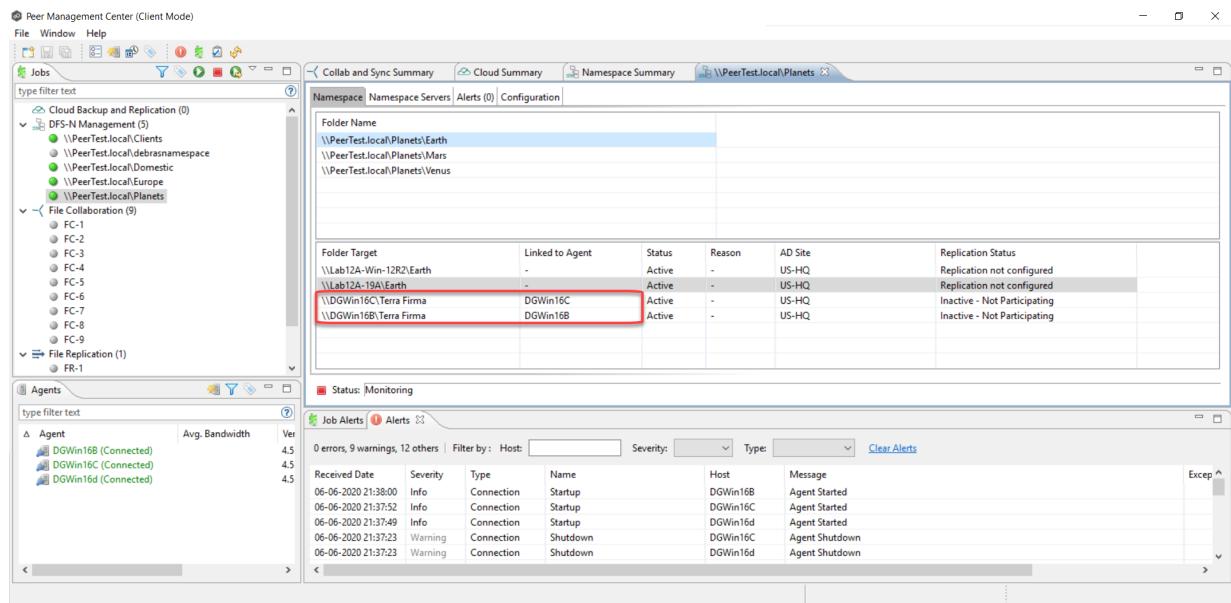 Peer Management Center (Client Mode)
File Window Help
Jobs
type filter text
Cloud Backup and Replication (0)
DFS-N Management (5)
\\PeerTest.local\Clients
\\PeerTest.local\debrasnamespace
\\PeerTest.local\Domestic
\\PeerTest.local\Europe
\\PeerTest.local\Planets
File Collaboration (9)
FC-1
FC-2
FC-3
FC-4
FC-5
FC-6
FC-7
FC-8
FC-9
File Replication (1)
FR-1
Agents
type filter text
Agent Avg. Bandwidth Ver
DGWin16B (Connected) 4.5
DGWin16C (Connected) 4.5
DGWin16d (Connected) 4.5
Collab and Sync Summary Cloud Summary Namespace Summary \\PeerTest.local\Planets
Namespace Namespace Servers Alerts (0) Configuration
Folder Name
\\PeerTest.local\Planets\Earth
\\PeerTest.local\Planets\Mars
\\PeerTest.local\Planets\Venus
Folder Target Linked to Agent Status Reason AD Site Replication Status
\\Lab12A-Win-12R2\Earth - Active - US-HQ Replication not configured
\\Lab12A-19A\Earth - Active - US-HQ Replication not configured
\\DGWin16C\Terra Firma DGWin16C Active - US-HQ Inactive - Not Participating
\\DGWin16B\Terra Firma DGWin16B Active - US-HQ Inactive - Not Participating
Status: Monitoring
Job Alerts Alerts
0 errors, 9 warnings, 12 others Filter by : Host: Severity: Type: Clear Alerts
Received Date Severity Type Name Host Message Excep
06-06-2020 21:38:00 Info Connection Startup DGWin16B Agent Started
06-06-2020 21:37:52 Info Connection Startup DGWin16C Agent Started
06-06-2020 21:37:49 Info Connection Startup DGWin16d Agent Started
06-06-2020 21:37:23 Warning Connection Shutdown DGWin16C Agent Shutdown
06-06-2020 21:37:23 Warning Connection Shutdown DGWin16d Agent Shutdown